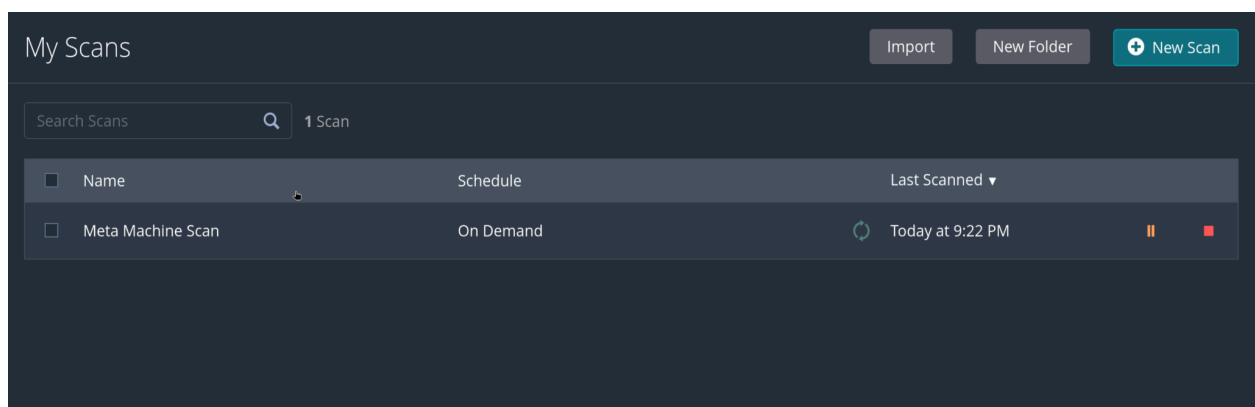 My Scans
Import
New Folder
New Scan
Search Scans
1 Scan
Name Schedule Last Scanned ▾
Meta Machine Scan On Demand Today at 9:22 PM